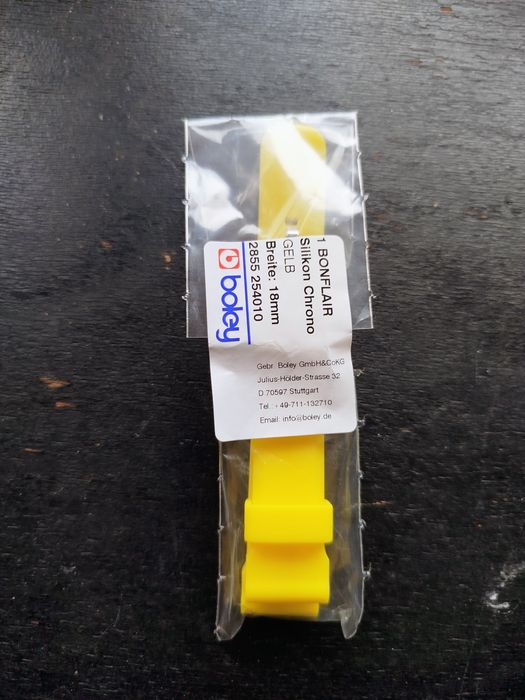 1 BONFLAIR
Silikon Chrono
GELB
Breite: 18mm
2855 254010
b boley
Gebr. Boley GmbH&CoKG
Julius-Hölder-Strasse 32
D 70597 Stuttgart
Tel.: +49-711-132710
Email: info@boley.de